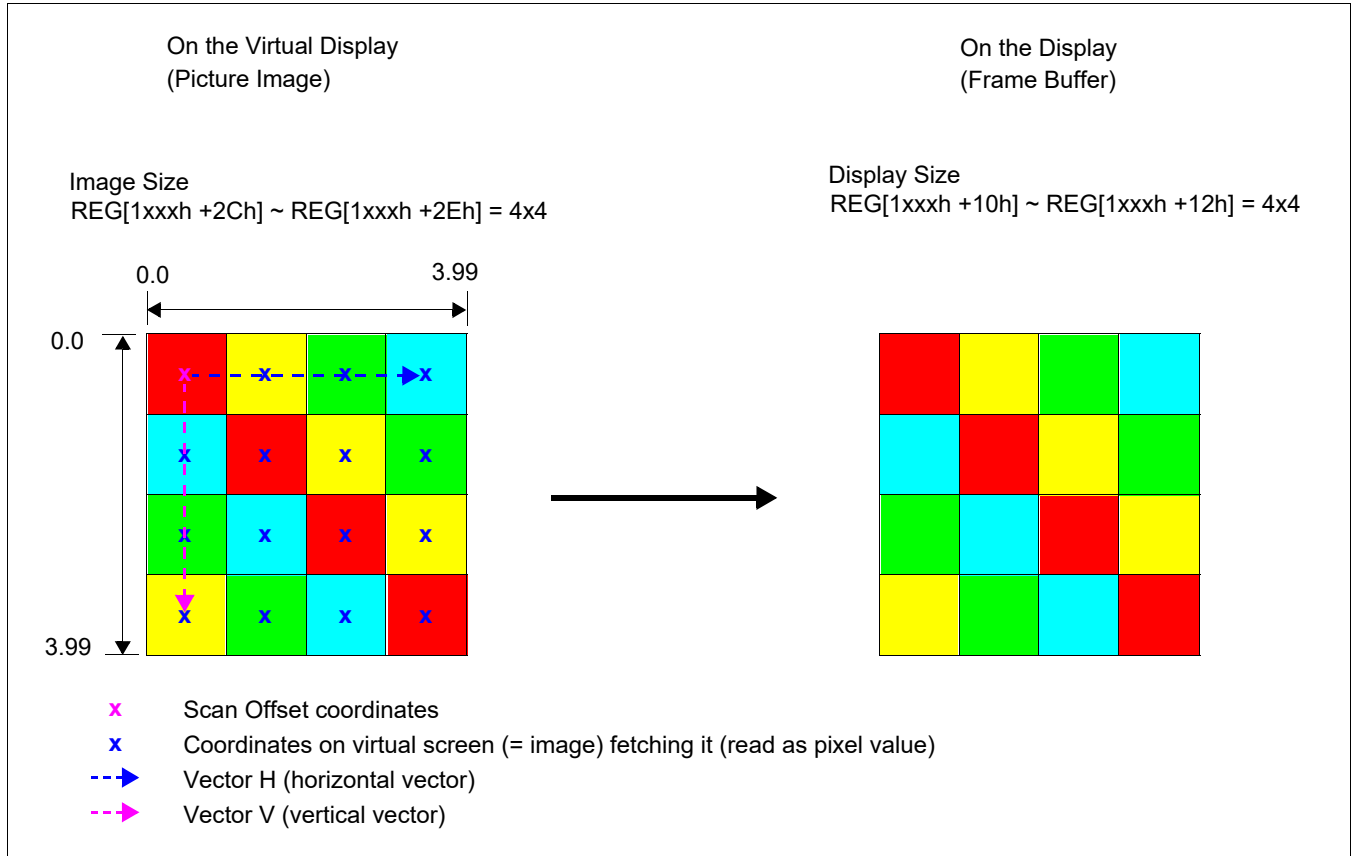 On the Virtual Display
(Picture Image)
On the Display
(Frame Buffer)
Image Size
REG[1xxxh +2Ch] ~ REG[1xxxh +2Eh] = 4x4
Display Size
REG[1xxxh +10h] ~ REG[1xxxh +12h] = 4x4
0.0
3.99
0.0
x x x x
x x x x
x x x x
x x x x
3.99
x Scan Offset coordinates
x Coordinates on virtual screen (= image) fetching it (read as pixel value)
Vector H (horizontal vector)
Vector V (vertical vector)